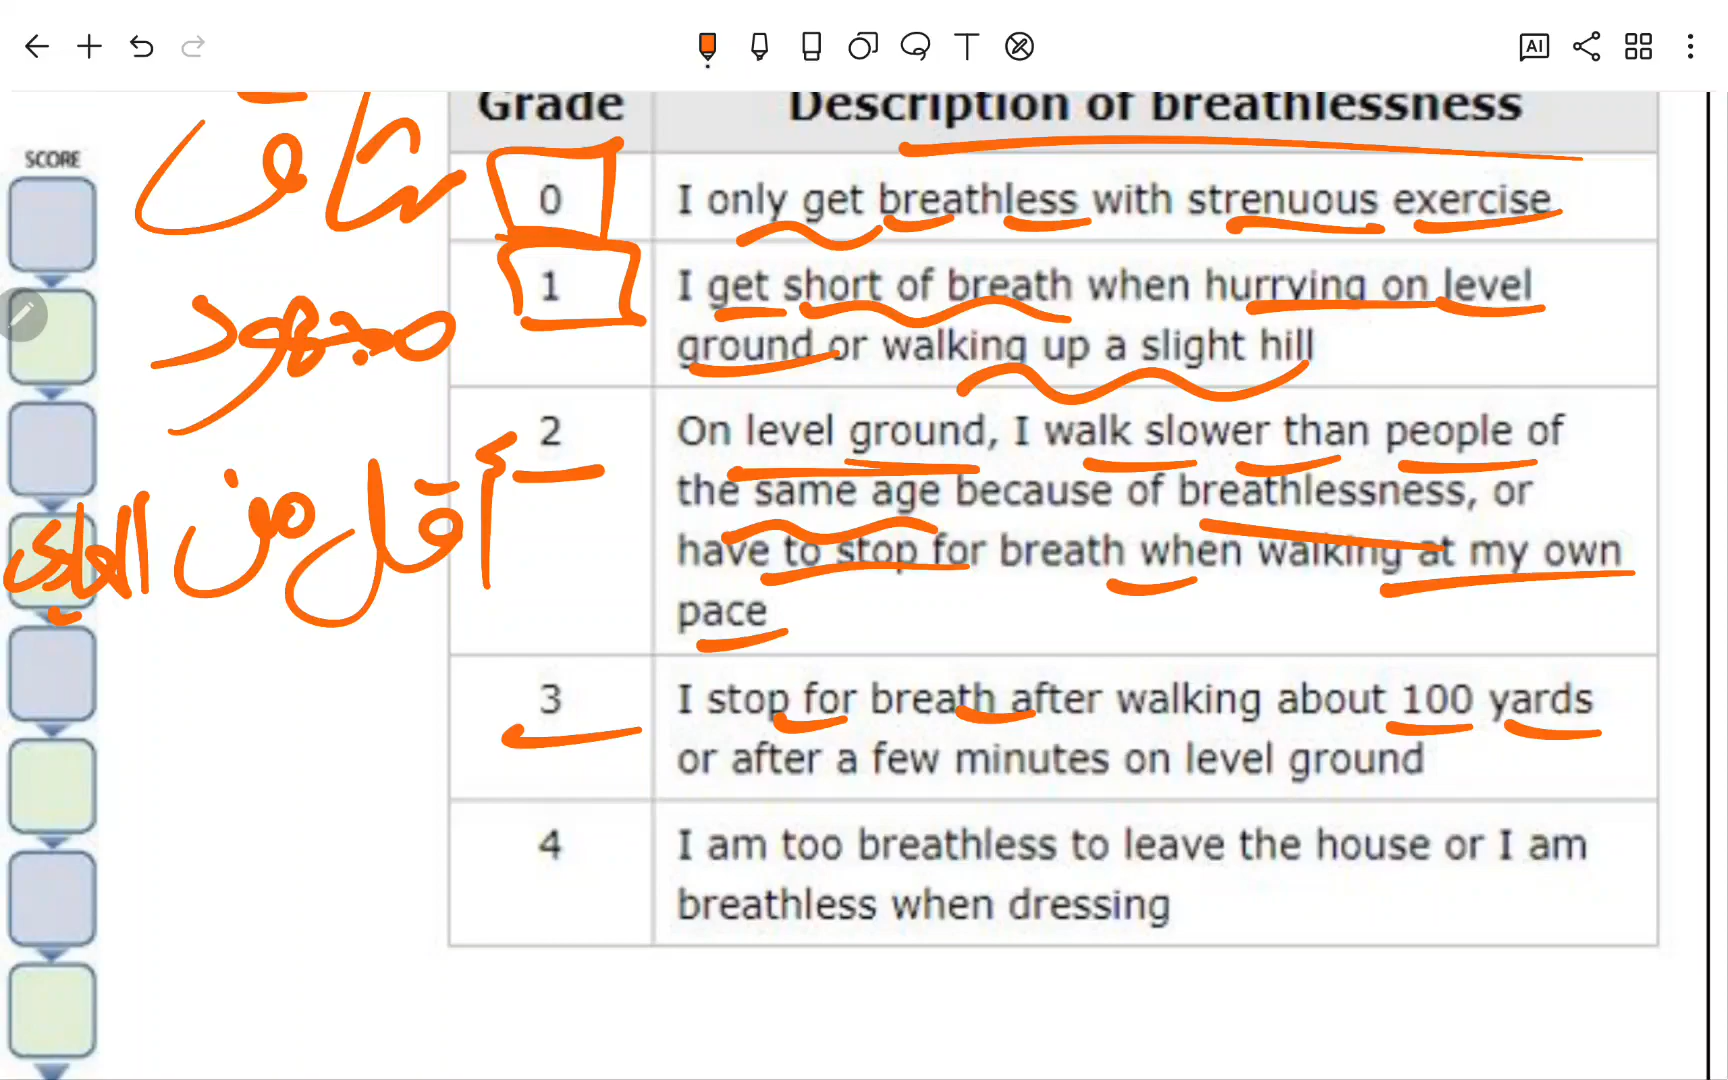 AI
SCORE
Grade
Description of breathlessness
0
I only get breathless with strenuous exercise
1
I get short of breath when hurrying on level
ground or walking up a slight hill
2
On level ground, I walk slower than people of
the same age because of breathlessness, or
have to stop for breath when walking at my own
pace
3
I stop for breath after walking about 100 yards
or after a few minutes on level ground
4
I am too breathless to leave the house or I am
breathless when dressing
مجهود
أقل من العادي